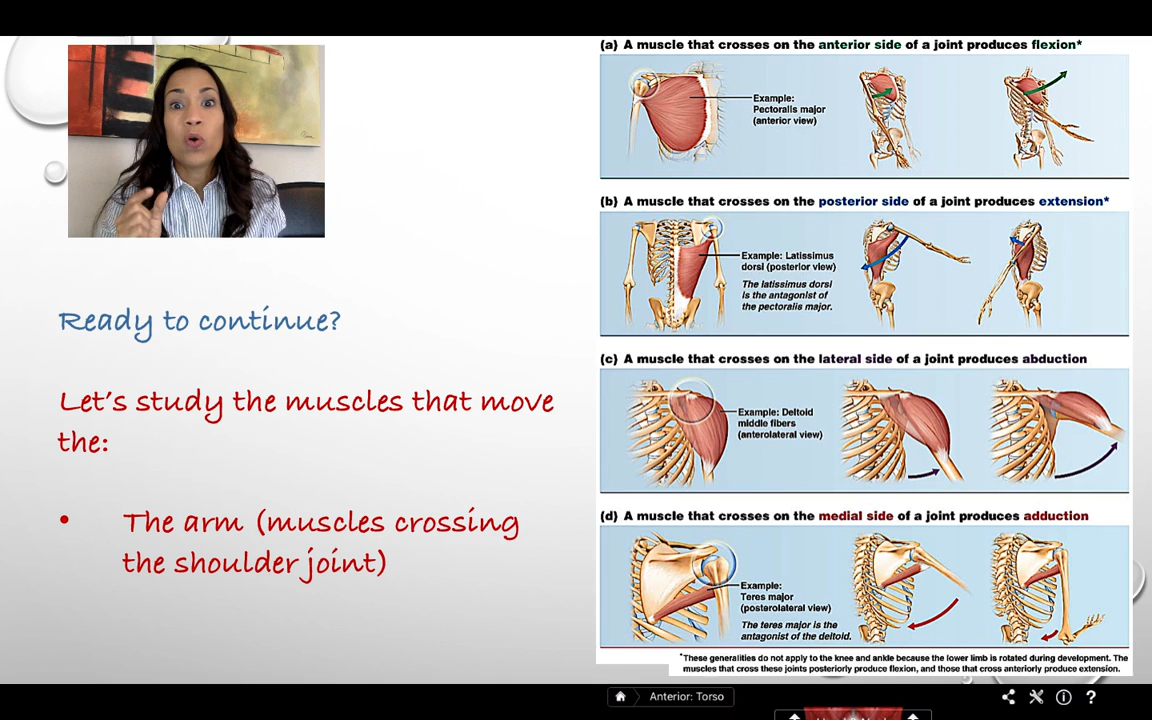 Ready to continue?
Let's study the muscles that move
the:
• The arm (muscles crossing
the shoulder joint)
(a) A muscle that crosses on the anterior side of a joint produces flexion*
Example:
Pectoralis major
(anterior view)
(b) A muscle that crosses on the posterior side of a joint produces extension*
Example: Latissimus
dorsi (posterior view)
The latissimus dorsi
is the antagonist of
the pectoralis major.
(c) A muscle that crosses on the lateral side of a joint produces abduction
Example: Deltoid
middle fibers
(anterolateral view)
(d) A muscle that crosses on the medial side of a joint produces adduction
Example:
Teres major
(posterolateral view)
The teres major is the
antagonist of the deltoid.
*These generalities do not apply to the knee and ankle because the lower limb is rotated during development. The
muscles that cross these joints posteriorly produce flexion, and those that cross anteriorly produce extension.
Anterior: Torso
?